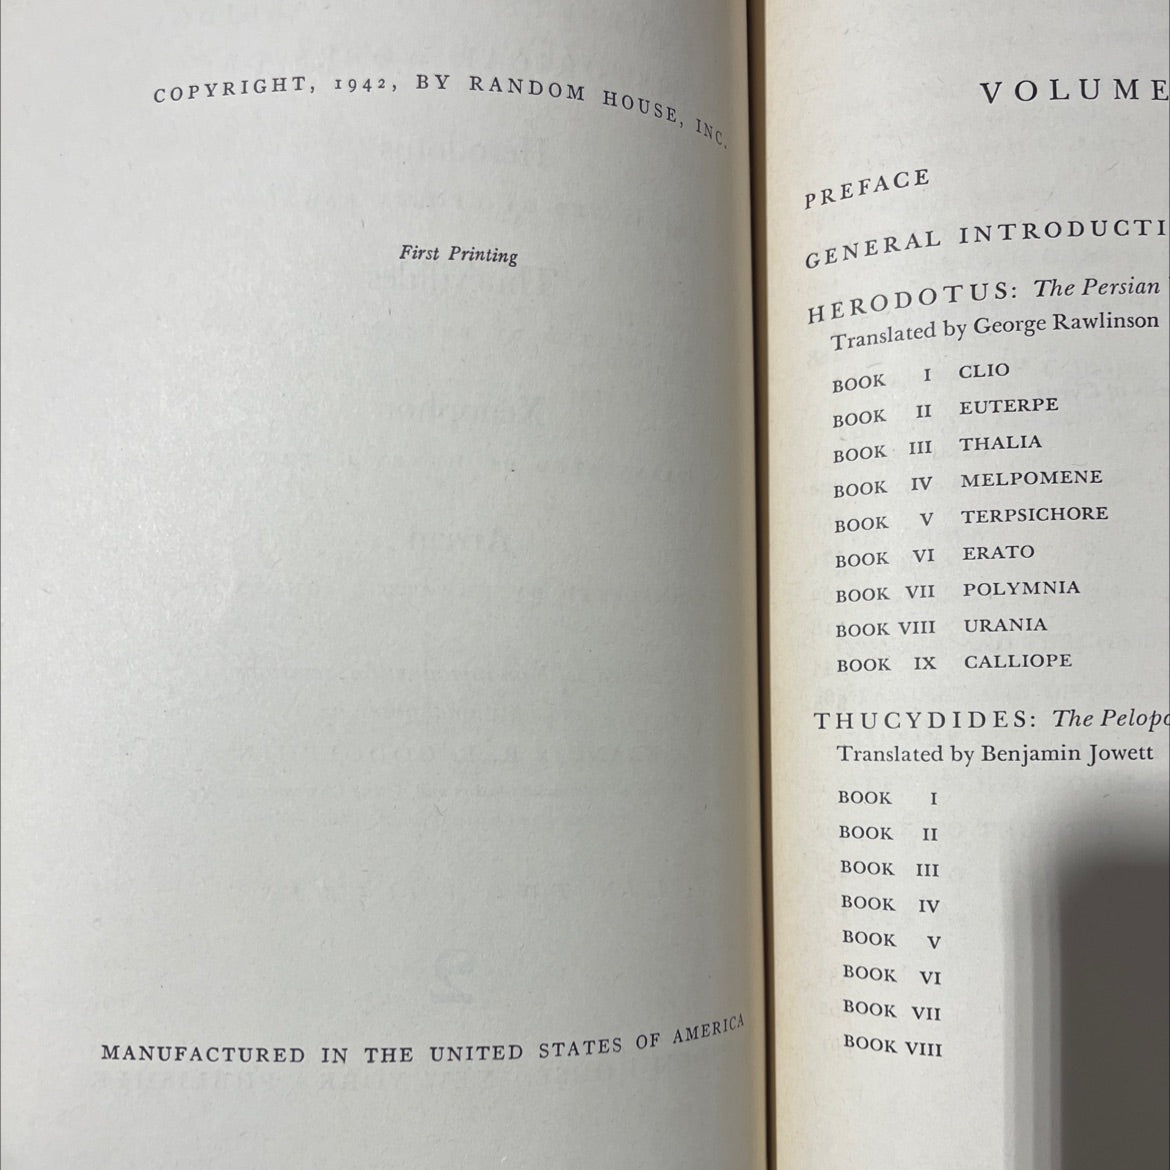 COPYRIGHT, 1942, BY RANDOM HOUSE, INC.
First Printing
MANUFACTURED IN THE UNITED STATES OF AMERICA
VOLUME
PREFACE
GENERAL INTRODUCTI
HERODOTUS: The Persian
Translated by George Rawlinson
BOOK I CLIO
BOOK II EUTERPE
BOOK III THALIA
BOOK IV MELPOMENE
BOOK V TERPSICHORE
BOOK VI ERATO
BOOK VII POLYMNIA
BOOK VIII URANIA
BOOK IX CALLIOPE
THUCYDIDES: The Pelopo
Translated by Benjamin Jowett
BOOK I
BOOK II
BOOK III
BOOK IV
BOOK V
BOOK VI
BOOK VII
BOOK VIII